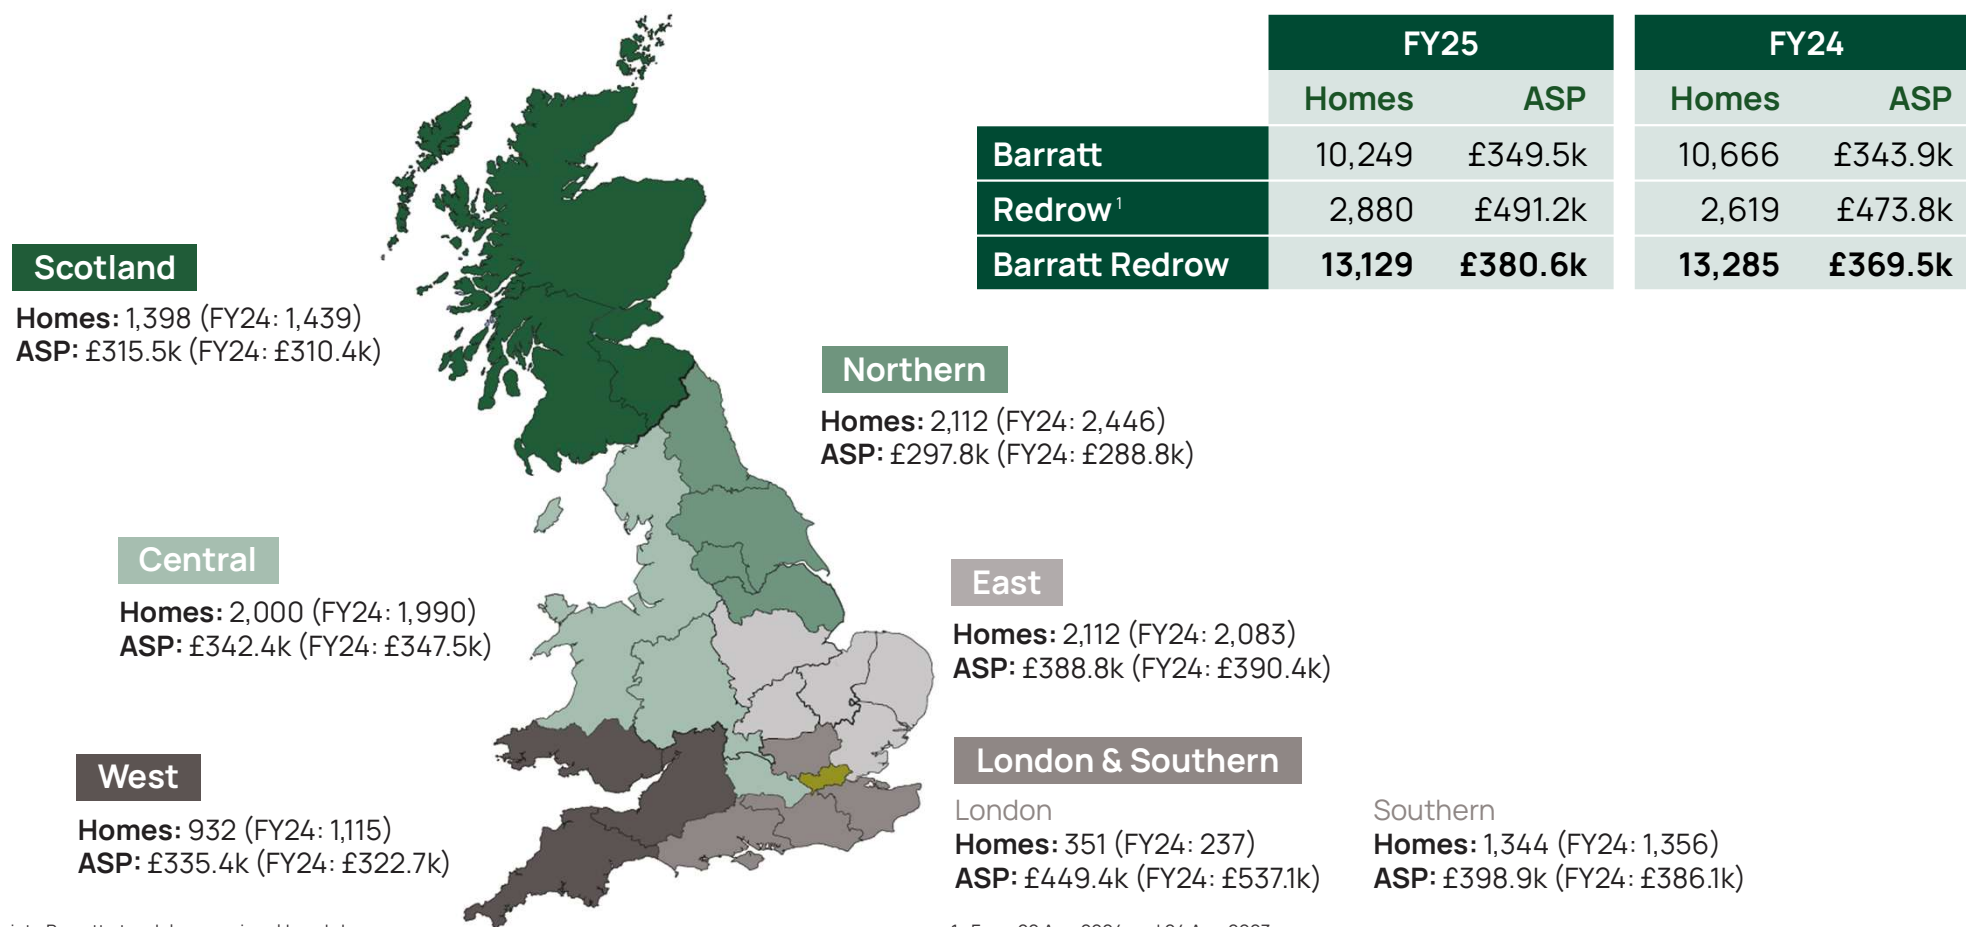 FY25 FY24
Homes ASP Homes ASP
Barratt 10,249 £349.5k 10,666 £343.9k
Redrow 1 2,880 £491.2k 2,619 £473.8k
Barratt Redrow 13,129 £380.6k 13,285 £369.5k
Scotland
Homes: 1,398 (FY24: 1,439)
ASP: £315.5k (FY24: £310.4k)
Northern
Homes: 2,112 (FY24: 2,446)
ASP: £297.8k (FY24: £288.8k)
Central
Homes: 2,000 (FY24: 1,990)
ASP: £342.4k (FY24: £347.5k)
East
Homes: 2,112 (FY24: 2,083)
ASP: £388.8k (FY24: £390.4k)
West
Homes: 932 (FY24: 1,115)
ASP: £335.4k (FY24: £322.7k)
London & Southern
London
Homes: 351 (FY24: 237)
ASP: £449.4k (FY24: £537.1k)
Southern
Homes: 1,344 (FY24: 1,356)
ASP: £398.9k (FY24: £386.1k)